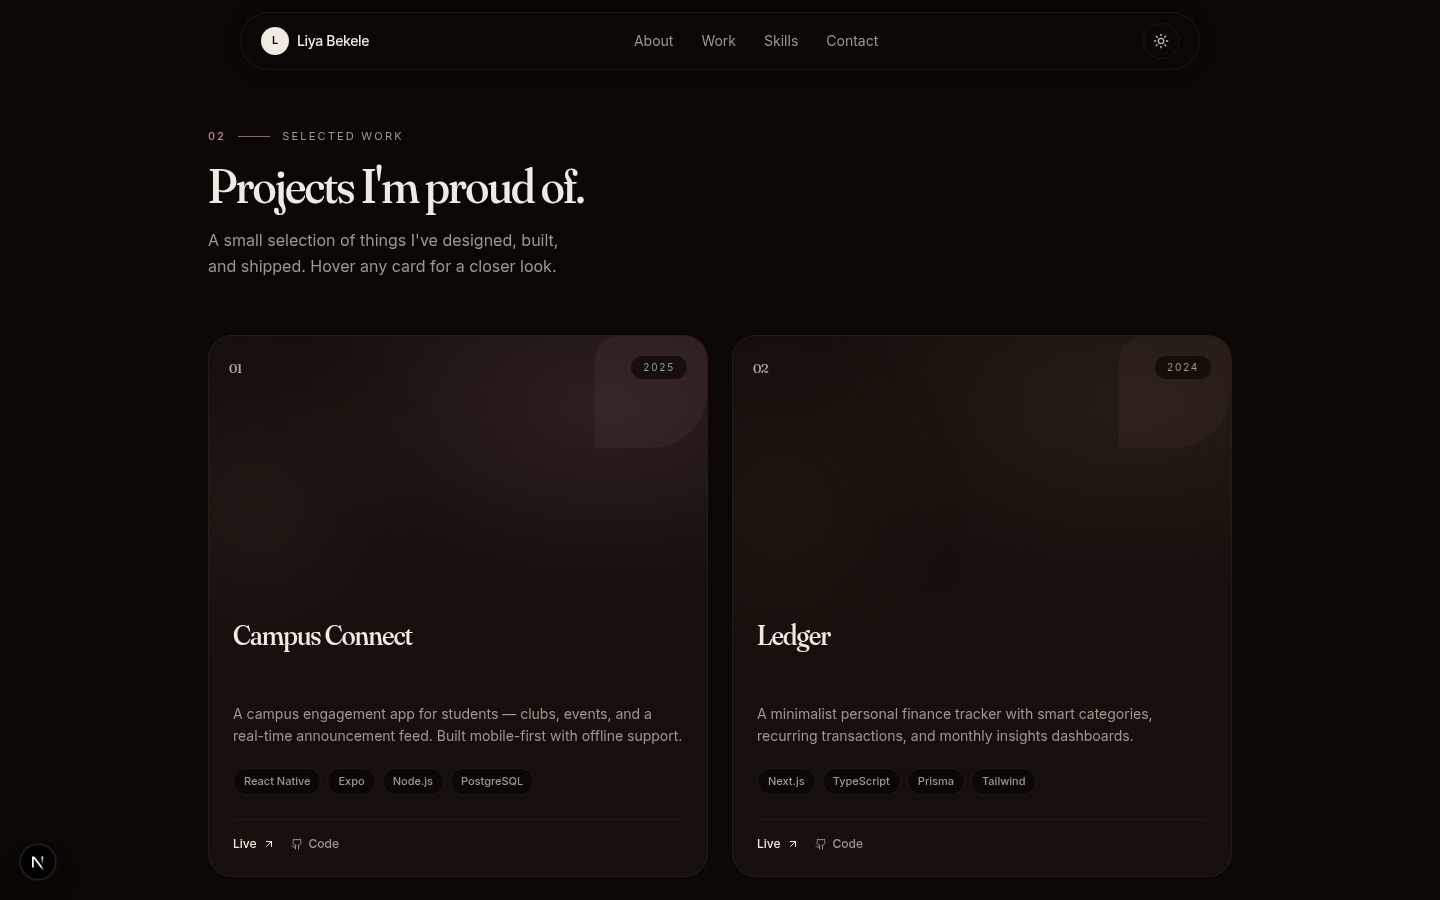 L Liya Bekele About Work Skills Contact
02 SELECTED WORK
Projects I'm proud of.
A small selection of things I've designed, built,
and shipped. Hover any card for a closer look.
01 2025
Campus Connect
A campus engagement app for students — clubs, events, and a
real-time announcement feed. Built mobile-first with offline support.
React Native Expo Node.js PostgreSQL
Live Code
02 2024
Ledger
A minimalist personal finance tracker with smart categories,
recurring transactions, and monthly insights dashboards.
Next.js TypeScript Prisma Tailwind
Live Code
N